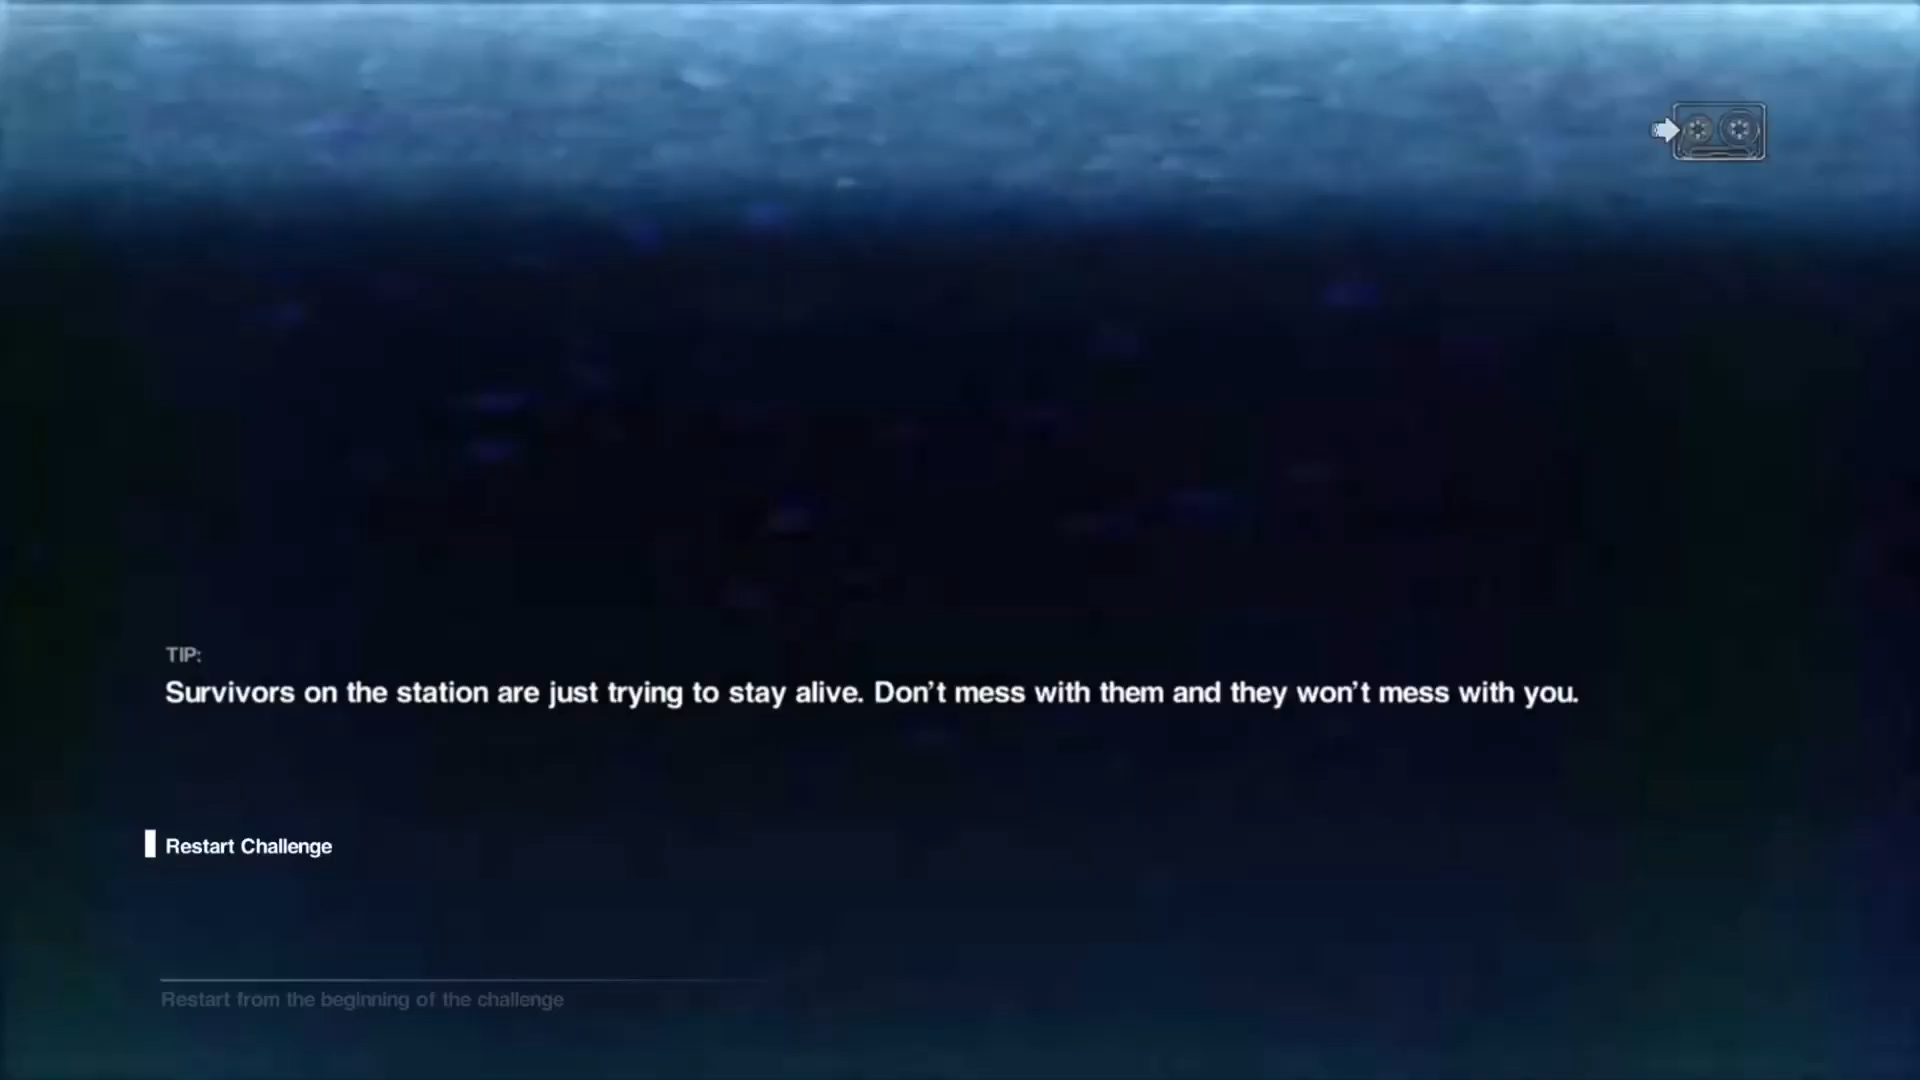 TIP:
Survivors on the station are just trying to stay alive. Don't mess with them and they won't mess with you.
Restart Challenge
Restart from the beginning of the challenge